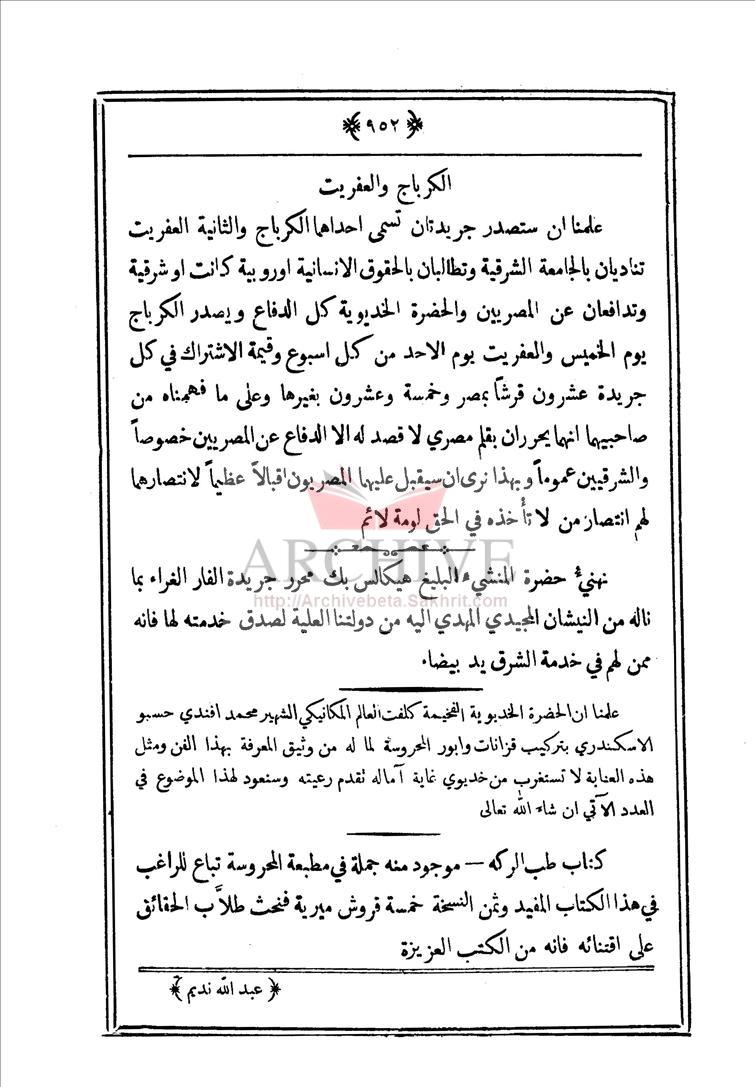 ﴿٩٥٢﴾
الكرباج والعفريت
علمنا ان ستصدر جريدتان تسمى احداهما الكرباج والثانية العفريت
تناديان بالجامعة الشرقية وتطالبان بالحقوق الانسانية اوروبية كانت او شرقية
وتدافعان عن المصريين والحضرة الخديوية كل الدفاع ويصدر الكرباج
يوم الخميس والعفريت يوم الاحد من كل اسبوع وقيمة الاشتراك في كل
جريدة عشرون قرشاً بمصر وخمسة وعشرون بغيرها وعلى ما فهمناه من
صاحبيهما انهما يحرران بقلم مصري لا قصد له الا الدفاع عن المصريين خصوصاً
والشرقيين عموماً وبهذا نرى ان سيقبل عليهما المصريون اقبالاً عظيماً لانتصارهما
لهم انتصار من لا تأخذه في الحق لومة لائم
ARCHIVE
نهنئ حضرة المنشيء البليغ هيكالس بك محرر جريدة الفار الغراء بما
http://Archivebeta.Sakhrit.com
ناله من النيشان المجيدي المهدي اليه من دولتنا العلية لصدق خدمته لها فانه
ممن لهم في خدمة الشرق يد بيضاء
علمنا ان الحضرة الخديوية الفخيمة كلفت العالم المكانيكي الشهير محمد افندي حسبو
الاسكندري بتركيب قزانات وابور المحروسة لما له من وثيق المعرفة بهذا الفن ومثل
هذه العناية لا تستغرب من خديوي غاية آماله تقدم رعيته وسنعود لهذا الموضوع في
العدد الآتي ان شاء الله تعالى
كتاب طب الركه — موجود منه جملة في مطبعة المحروسة تباع للراغب
في هذا الكتاب المفيد وثمن النسخة خمسة قروش ميرية فنحث طلاَّب الحقائق
على اقتنائه فانه من الكتب العزيزة
﴿عبد الله نديم﴾